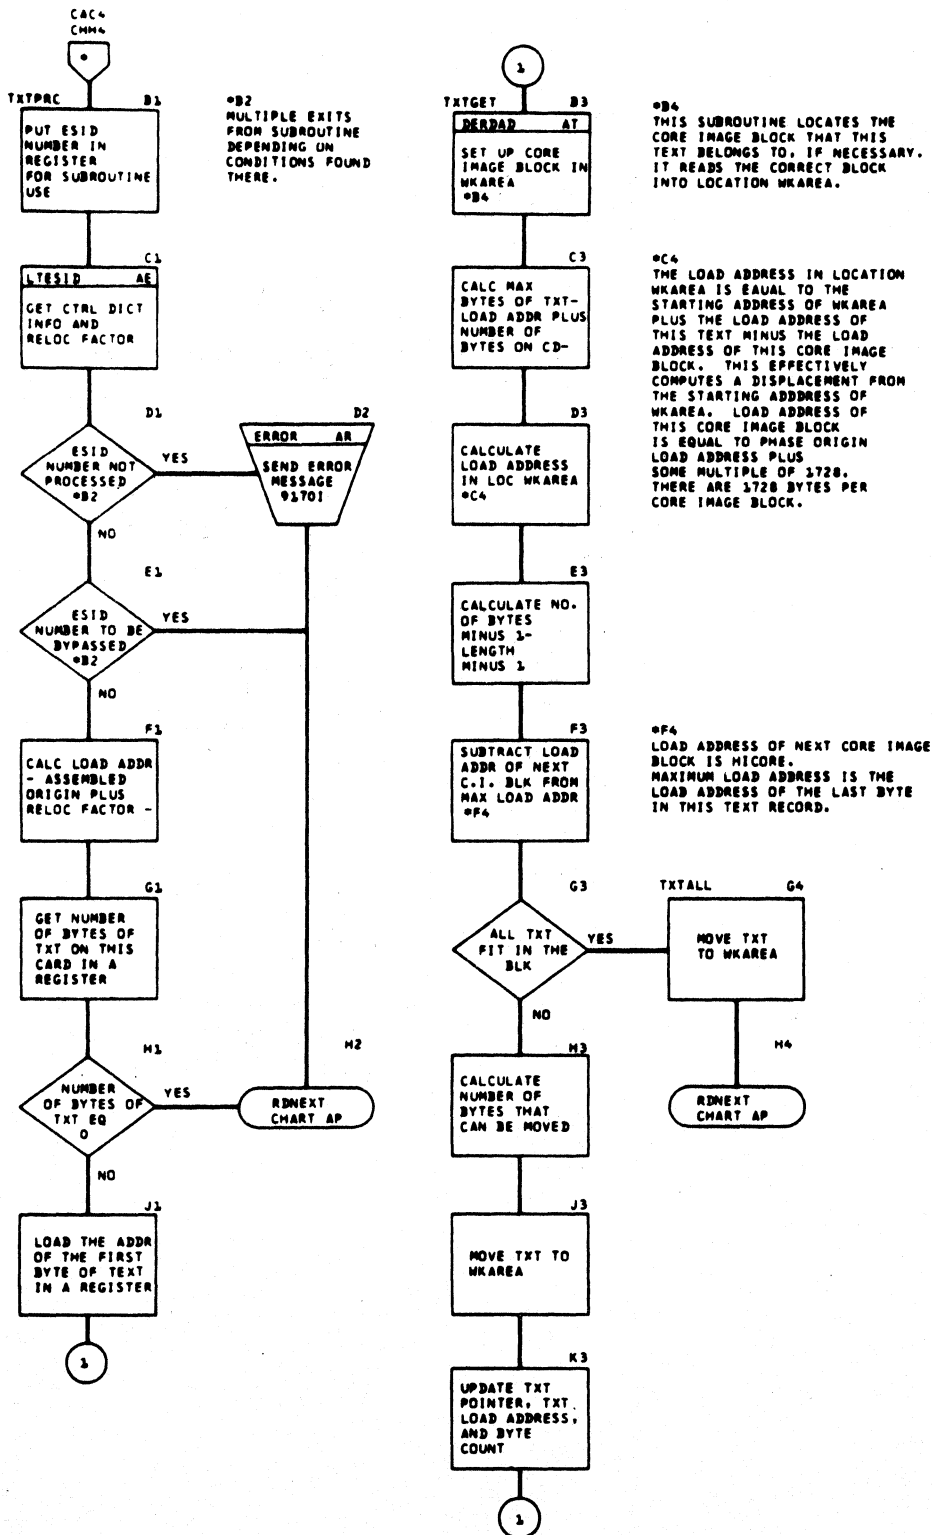 CAC4
CHH4
*
TXTPRC B1
PUT ESID
NUMBER IN
REGISTER
FOR SUBROUTINE
USE
*B2
MULTIPLE EXITS
FROM SUBROUTINE
DEPENDING ON
CONDITIONS FOUND
THERE.
C1
LTESID AE
GET CTRL DICT
INFO AND
RELOC FACTOR
D1
ESID
NUMBER NOT
PROCESSED
*B2
YES
NO
D2
ERROR AR
SEND ERROR
MESSAGE
9170I
E1
ESID
NUMBER TO BE
BYPASSED
*B2
YES
NO
F1
CALC LOAD ADDR
- ASSEMBLED
ORIGIN PLUS
RELOC FACTOR -
G1
GET NUMBER
OF BYTES OF
TXT ON THIS
CARD IN A
REGISTER
H1
NUMBER
OF BYTES OF
TXT EQ
0
YES
NO
H2
RDNEXT
CHART AP
J1
LOAD THE ADDR
OF THE FIRST
BYTE OF TEXT
IN A REGISTER
1
1
TXTGET B3
DERDAD AT
SET UP CORE
IMAGE BLOCK IN
WKAREA
*B4
*B4
THIS SUBROUTINE LOCATES THE
CORE IMAGE BLOCK THAT THIS
TEXT BELONGS TO, IF NECESSARY.
IT READS THE CORRECT BLOCK
INTO LOCATION WKAREA.
C3
CALC MAX
BYTES OF TXT-
LOAD ADDR PLUS
NUMBER OF
BYTES ON CD-
*C4
THE LOAD ADDRESS IN LOCATION
WKAREA IS EAUAL TO THE
STARTING ADDRESS OF WKAREA
PLUS THE LOAD ADDRESS OF
THIS TEXT MINUS THE LOAD
ADDRESS OF THIS CORE IMAGE
BLOCK. THIS EFFECTIVELY
COMPUTES A DISPLACEMENT FROM
THE STARTING ADDDRESS OF
WKAREA. LOAD ADDRESS OF
THIS CORE IMAGE BLOCK
IS EQUAL TO PHASE ORIGIN
LOAD ADDRESS PLUS
SOME MULTIPLE OF 1728.
THERE ARE 1728 BYTES PER
CORE IMAGE BLOCK.
D3
CALCULATE
LOAD ADDRESS
IN LOC WKAREA
*C4
E3
CALCULATE NO.
OF BYTES
MINUS 1-
LENGTH
MINUS 1
F3
SUBTRACT LOAD
ADDR OF NEXT
C.I. BLK FROM
MAX LOAD ADDR
*F4
*F4
LOAD ADDRESS OF NEXT CORE IMAGE
BLOCK IS HICORE.
MAXIMUM LOAD ADDRESS IS THE
LOAD ADDRESS OF THE LAST BYTE
IN THIS TEXT RECORD.
G3
ALL TXT
FIT IN THE
BLK
YES
NO
TXTALL G4
MOVE TXT
TO WKAREA
H4
RDNEXT
CHART AP
H3
CALCULATE
NUMBER OF
BYTES THAT
CAN BE MOVED
J3
MOVE TXT TO
WKAREA
K3
UPDATE TXT
POINTER, TXT
LOAD ADDRESS,
AND BYTE
COUNT
1